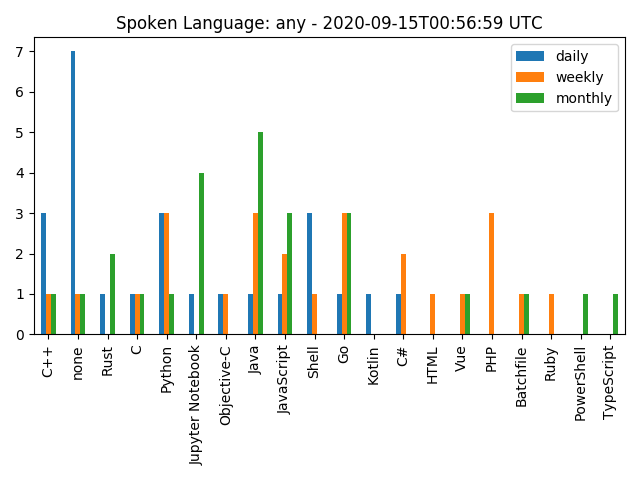 Spoken Language: any - 2020-09-15T00:56:59 UTC
daily
weekly
monthly
7
6
5
4
3
2
1
0
C++
none
Rust
C
Python
Jupyter Notebook
Objective-C
Java
JavaScript
Shell
Go
Kotlin
C#
HTML
Vue
PHP
Batchfile
Ruby
PowerShell
TypeScript